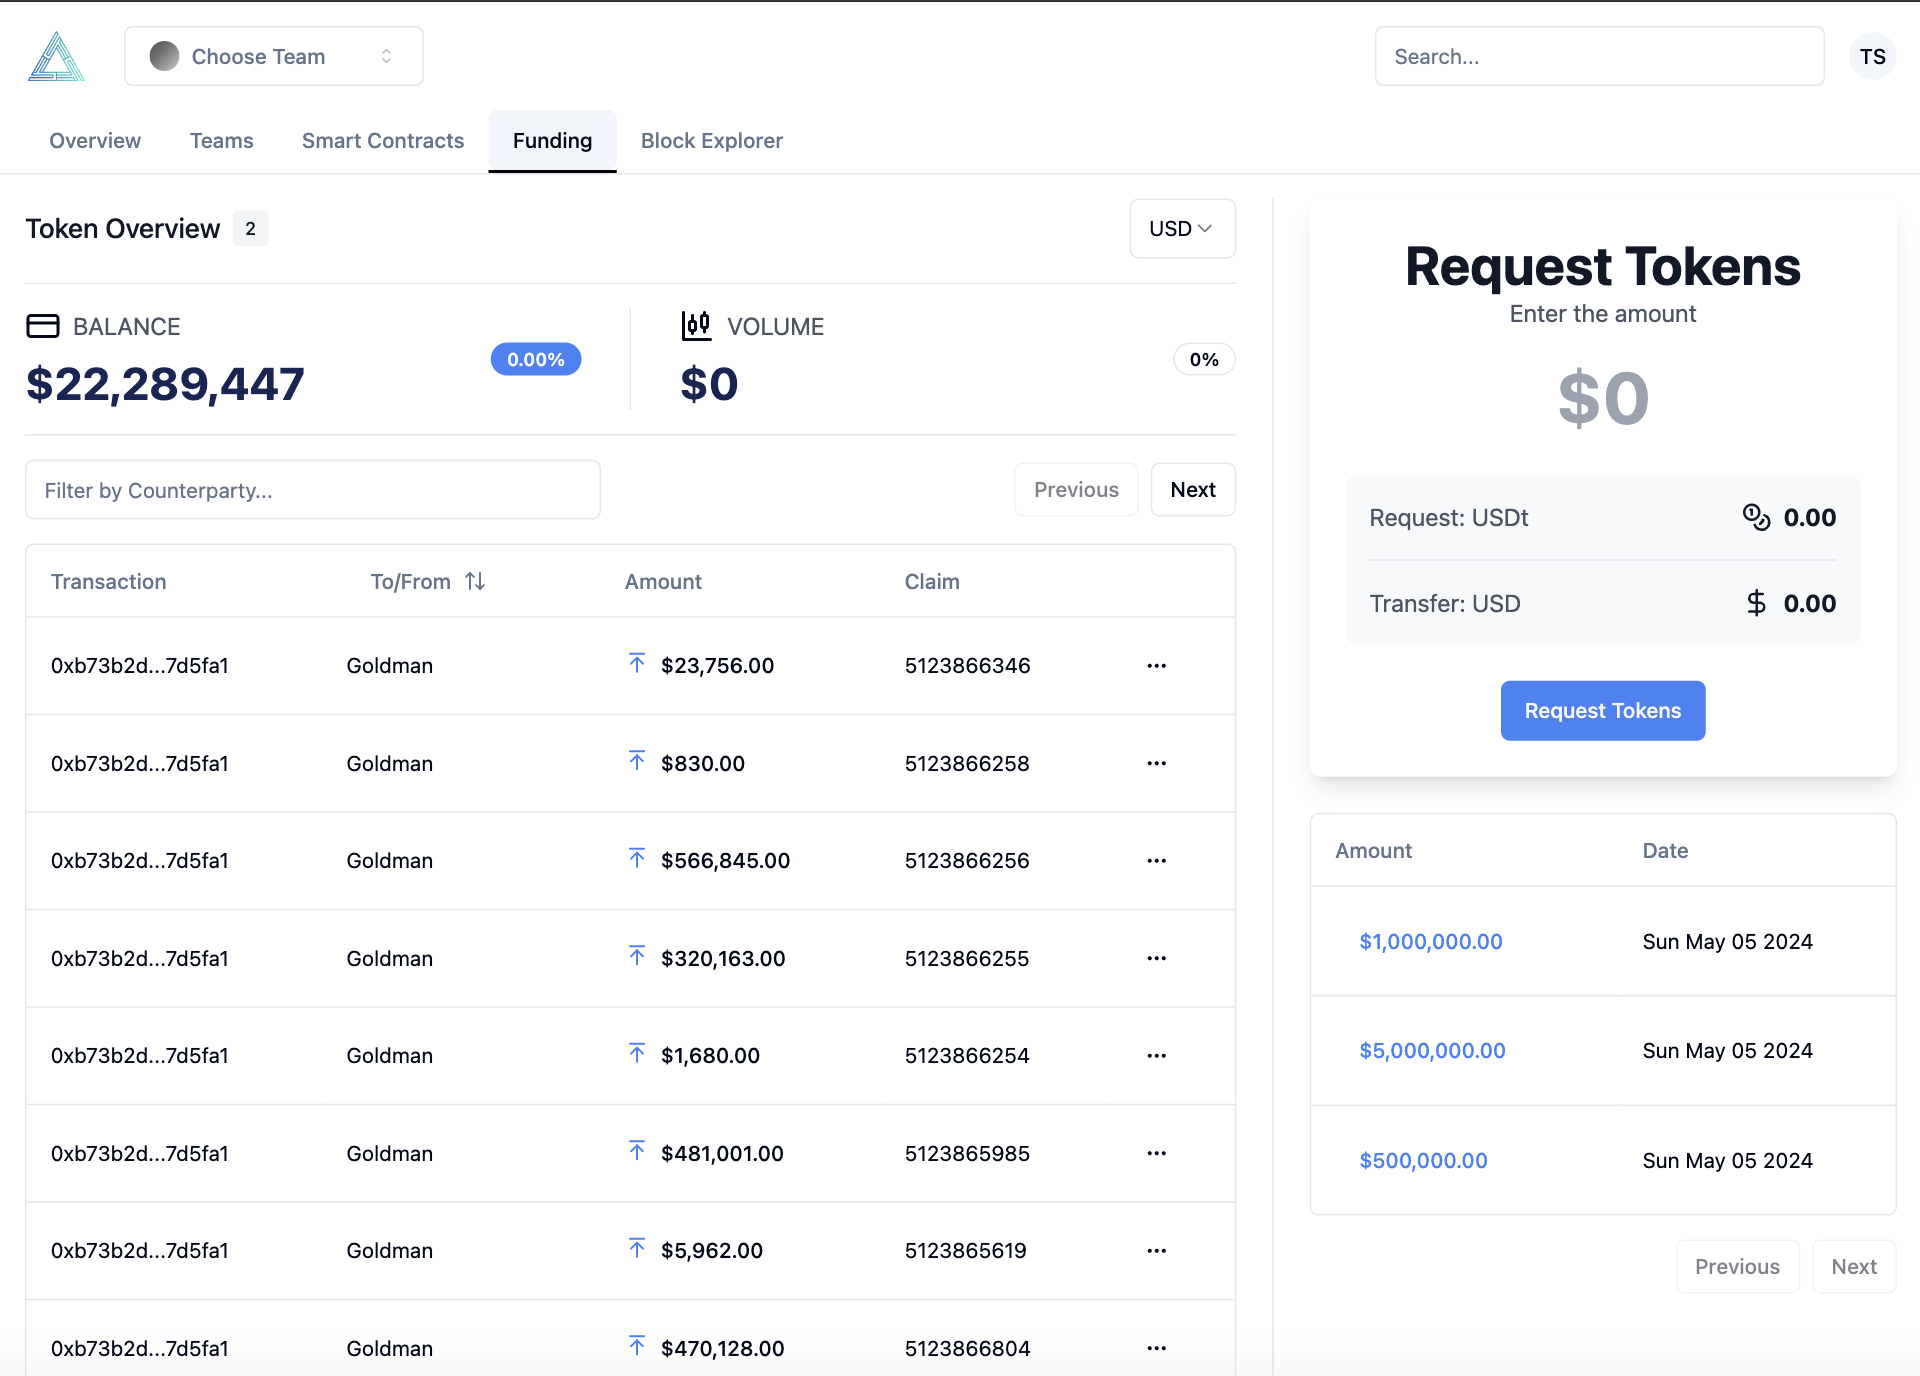 Choose Team
Search...
TS
Overview Teams Smart Contracts Funding Block Explorer
Token Overview 2
USD
BALANCE
$22,289,447
0.00%
VOLUME
$0
0%
Filter by Counterparty...
Previous Next
Transaction To/From Amount Claim
0xb73b2d...7d5fa1 Goldman $23,756.00 5123866346 ...
0xb73b2d...7d5fa1 Goldman $830.00 5123866258 ...
0xb73b2d...7d5fa1 Goldman $566,845.00 5123866256 ...
0xb73b2d...7d5fa1 Goldman $320,163.00 5123866255 ...
0xb73b2d...7d5fa1 Goldman $1,680.00 5123866254 ...
0xb73b2d...7d5fa1 Goldman $481,001.00 5123865985 ...
0xb73b2d...7d5fa1 Goldman $5,962.00 5123865619 ...
0xb73b2d...7d5fa1 Goldman $470,128.00 5123866804 ...
Request Tokens
Enter the amount
$0
Request: USDt 0.00
Transfer: USD $ 0.00
Request Tokens
Amount Date
$1,000,000.00 Sun May 05 2024
$5,000,000.00 Sun May 05 2024
$500,000.00 Sun May 05 2024
Previous Next